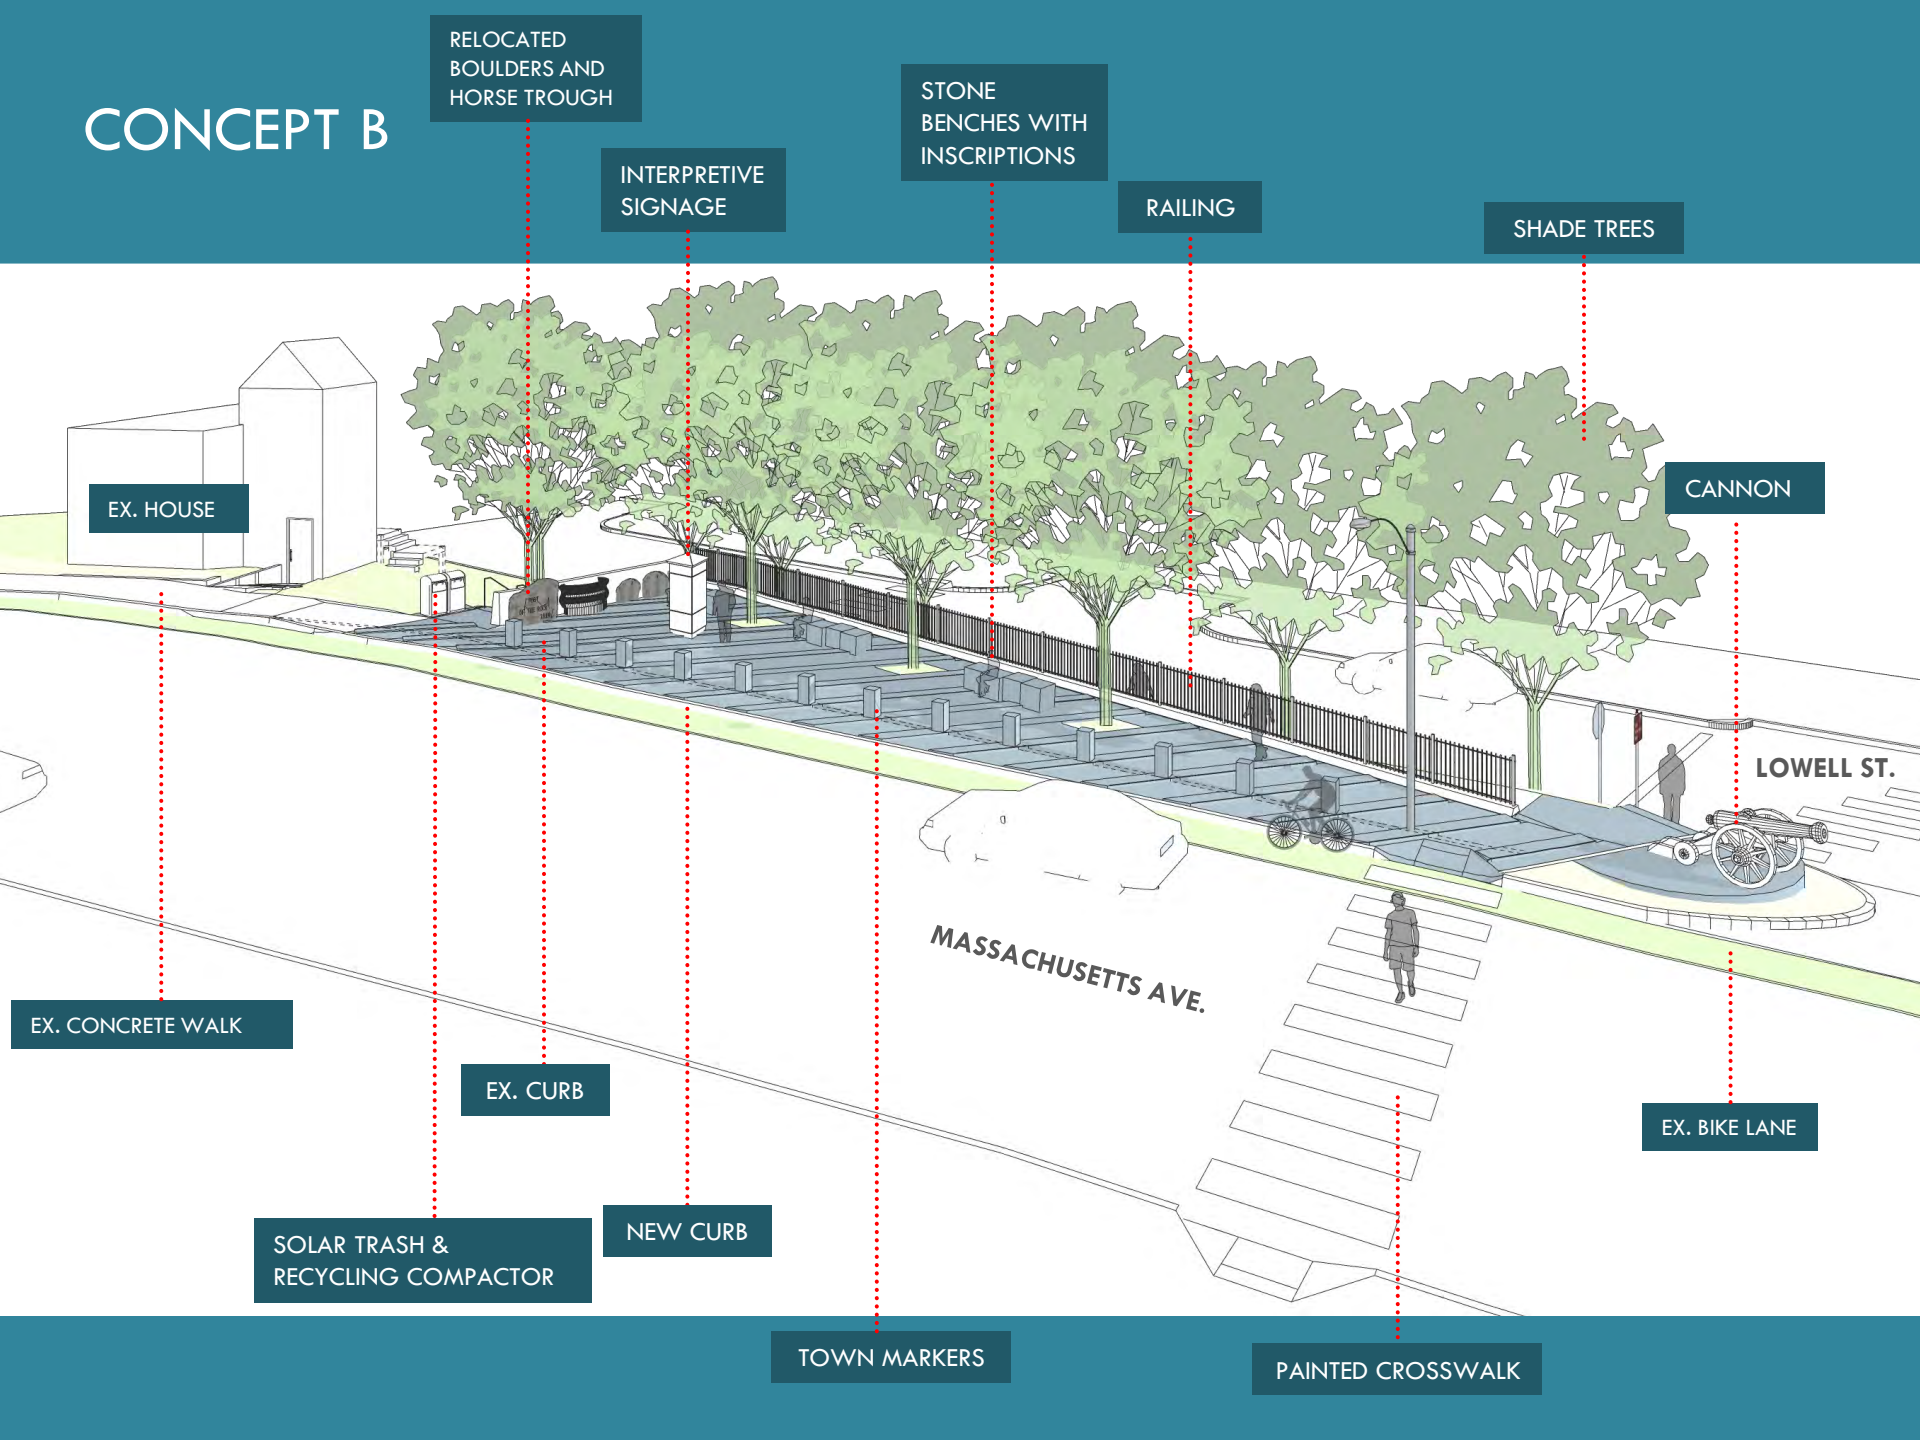 CONCEPT B
RELOCATED
BOULDERS AND
HORSE TROUGH
INTERPRETIVE
SIGNAGE
STONE
BENCHES WITH
INSCRIPTIONS
RAILING
SHADE TREES
CANNON
EX. HOUSE
LOWELL ST.
MASSACHUSETTS AVE.
EX. CONCRETE WALK
EX. CURB
EX. BIKE LANE
SOLAR TRASH &
RECYCLING COMPACTOR
NEW CURB
TOWN MARKERS
PAINTED CROSSWALK